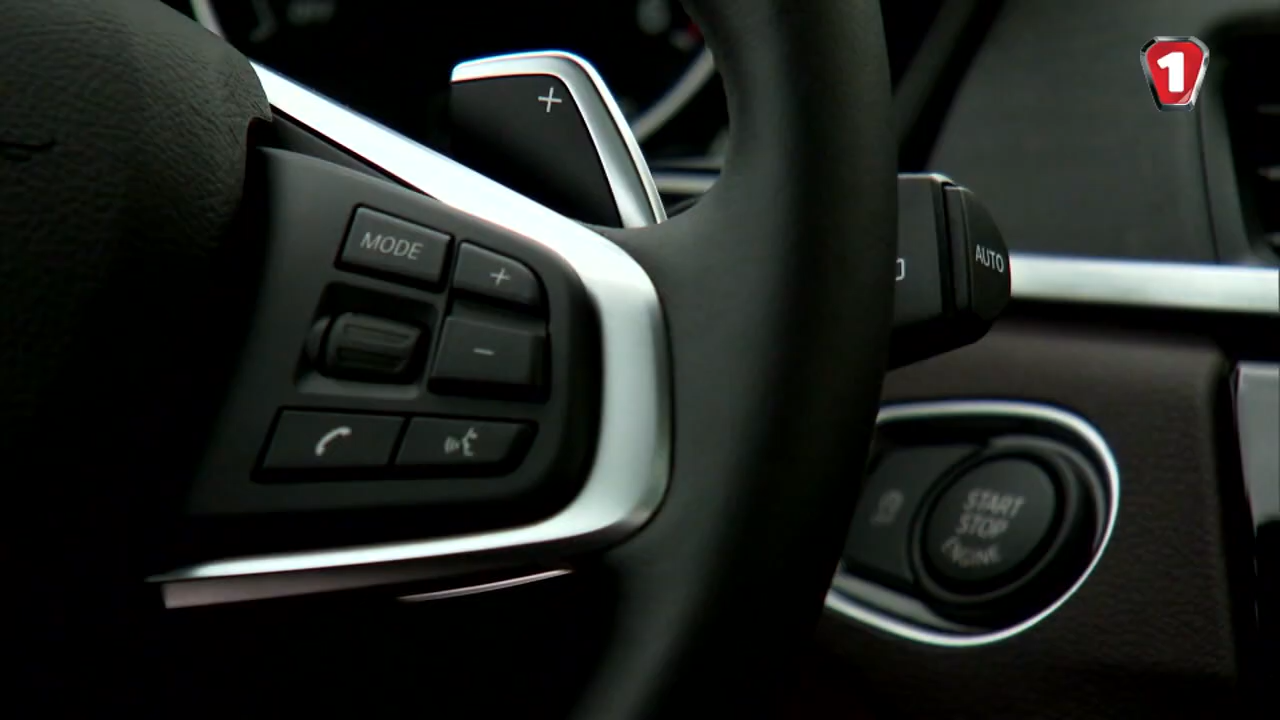 1
+
MODE
+
−
AUTO
START
STOP
ENGINE